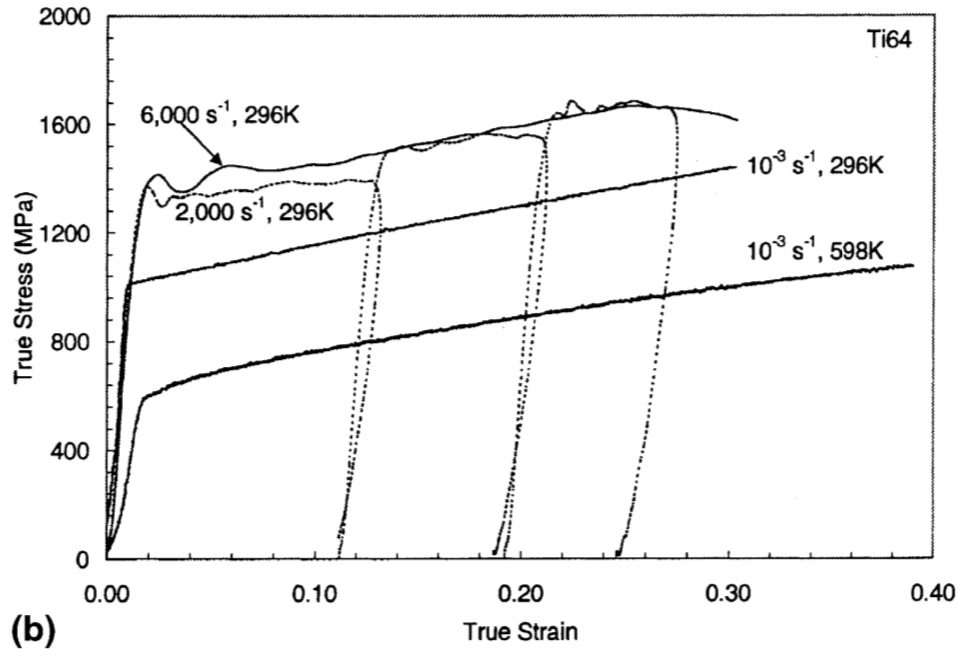 2000
Ti64
6,000 s⁻¹, 296K
1600
10⁻³ s⁻¹, 296K
2,000 s⁻¹, 296K
1200
10⁻³ s⁻¹, 598K
800
400
0
True Stress (MPa)
0.00 0.10 0.20 0.30 0.40
(b)
True Strain